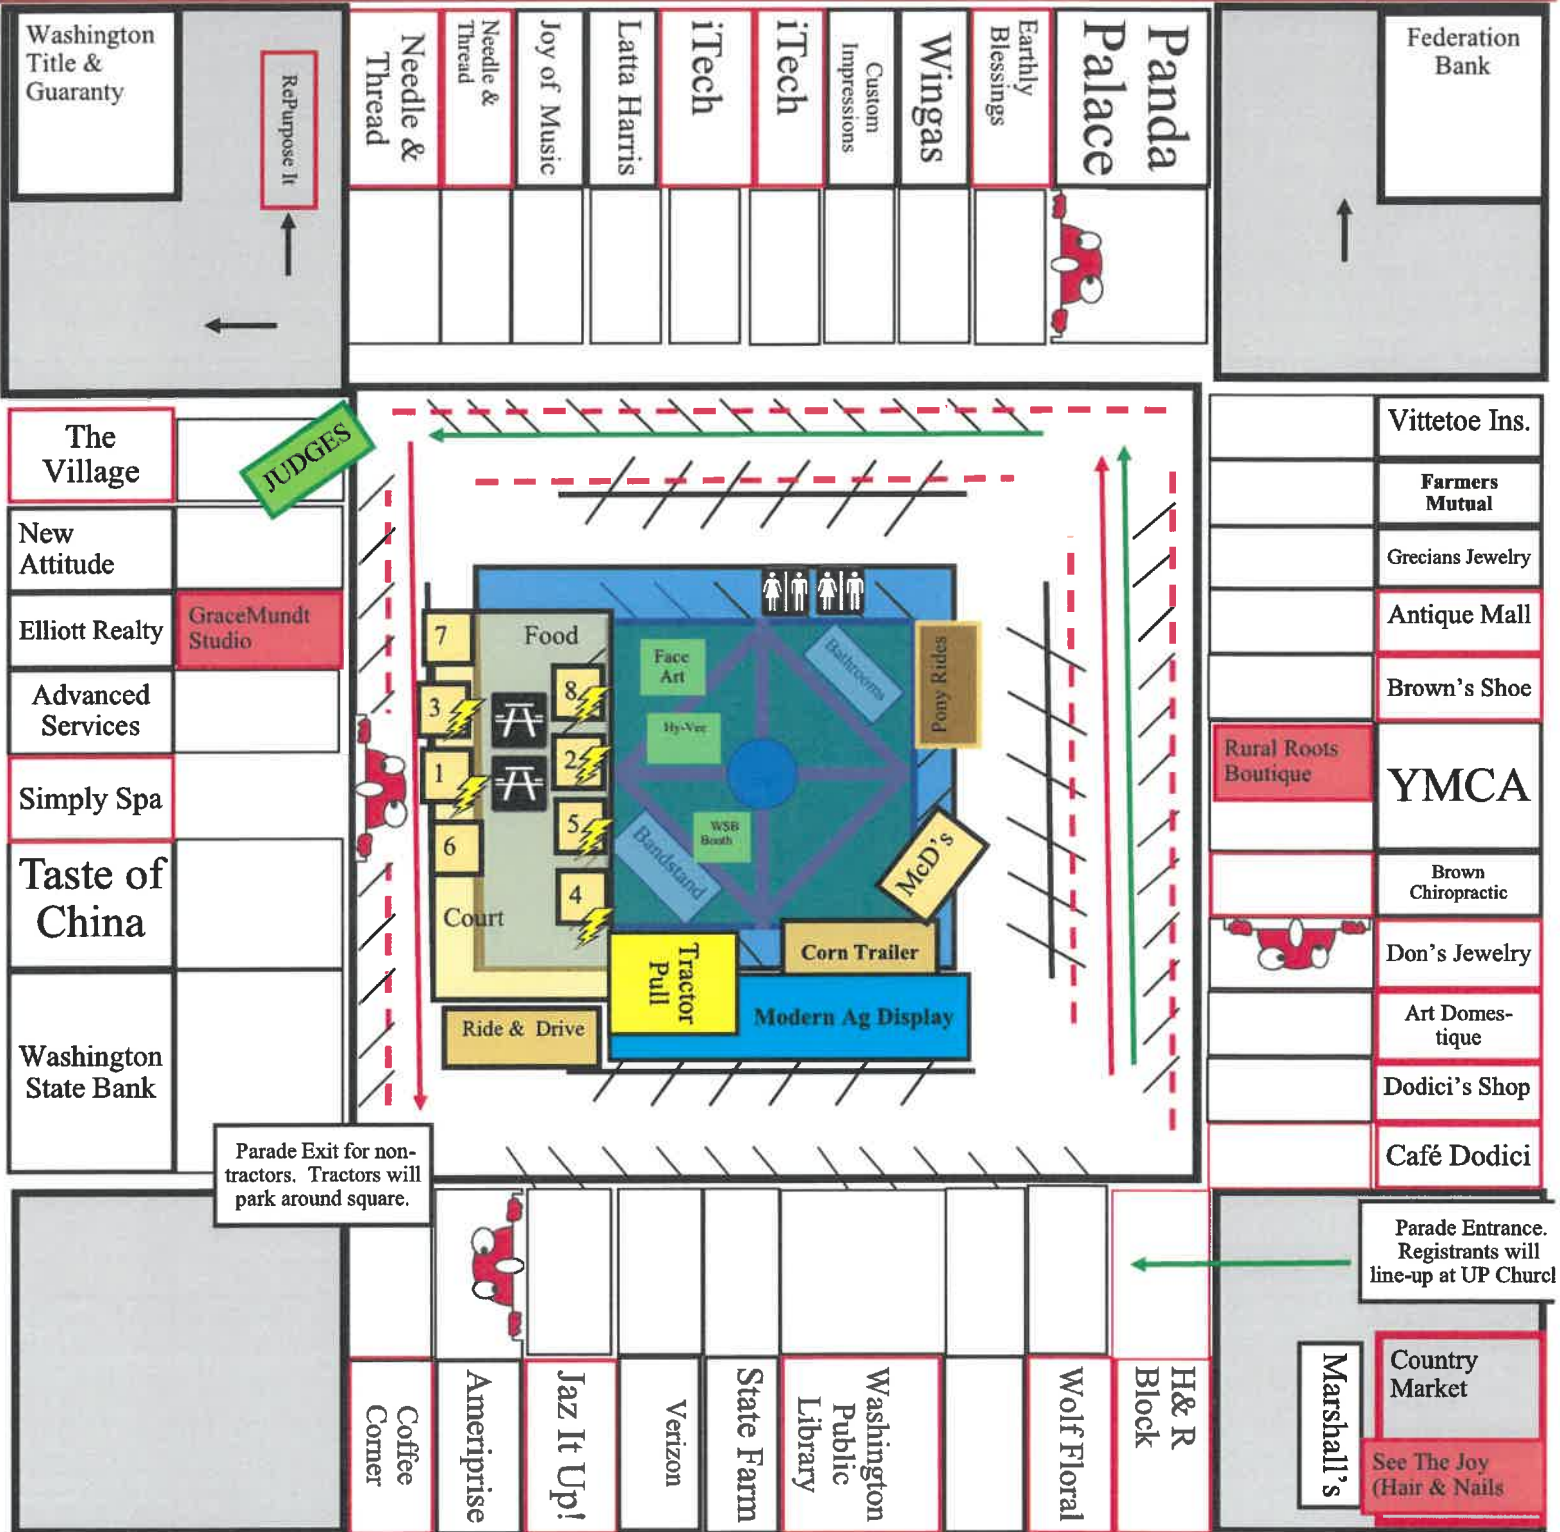 Washington
Title &
Guaranty
RePurpose It
Needle &
Thread
Needle &
Thread
Joy of Music
Latta Harris
iTech
iTech
Custom
Impressions
Wingas
Earthly
Blessings
Panda
Palace
Federation
Bank
The
Village
New
Attitude
Elliott Realty
GraceMundt
Studio
Advanced
Services
Simply Spa
Taste of
China
Washington
State Bank
JUDGES
7
Food
3
8
1
2
6
5
4
Court
Face
Art
Hy-Vee
Bathrooms
Pony Rides
WSB
Booth
Bandstand
McD's
Tractor
Pull
Corn Trailer
Modern Ag Display
Ride & Drive
Vittetoe Ins.
Farmers
Mutual
Grecians Jewelry
Antique Mall
Brown's Shoe
Rural Roots
Boutique
YMCA
Brown
Chiropractic
Don's Jewelry
Art Domes-
tique
Dodici's Shop
Café Dodici
Parade Exit for non-
tractors. Tractors will
park around square.
Parade Entrance.
Registrants will
line-up at UP Churcl
Coffee
Corner
Ameriprise
Jaz It Up!
Verizon
State Farm
Washington
Public
Library
Wolf Floral
H& R
Block
Marshall's
Country
Market
See The Joy
(Hair & Nails